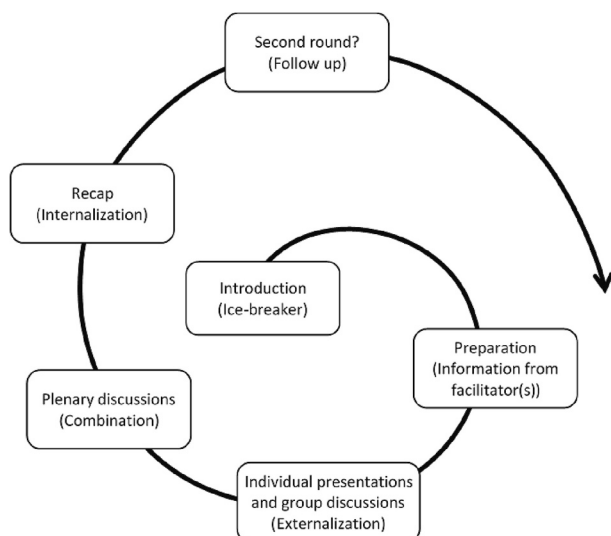 Second round?
(Follow up)
Recap
(Internalization)
Introduction
(Ice-breaker)
Preparation
(Information from
facilitator(s))
Plenary discussions
(Combination)
Individual presentations
and group discussions
(Externalization)